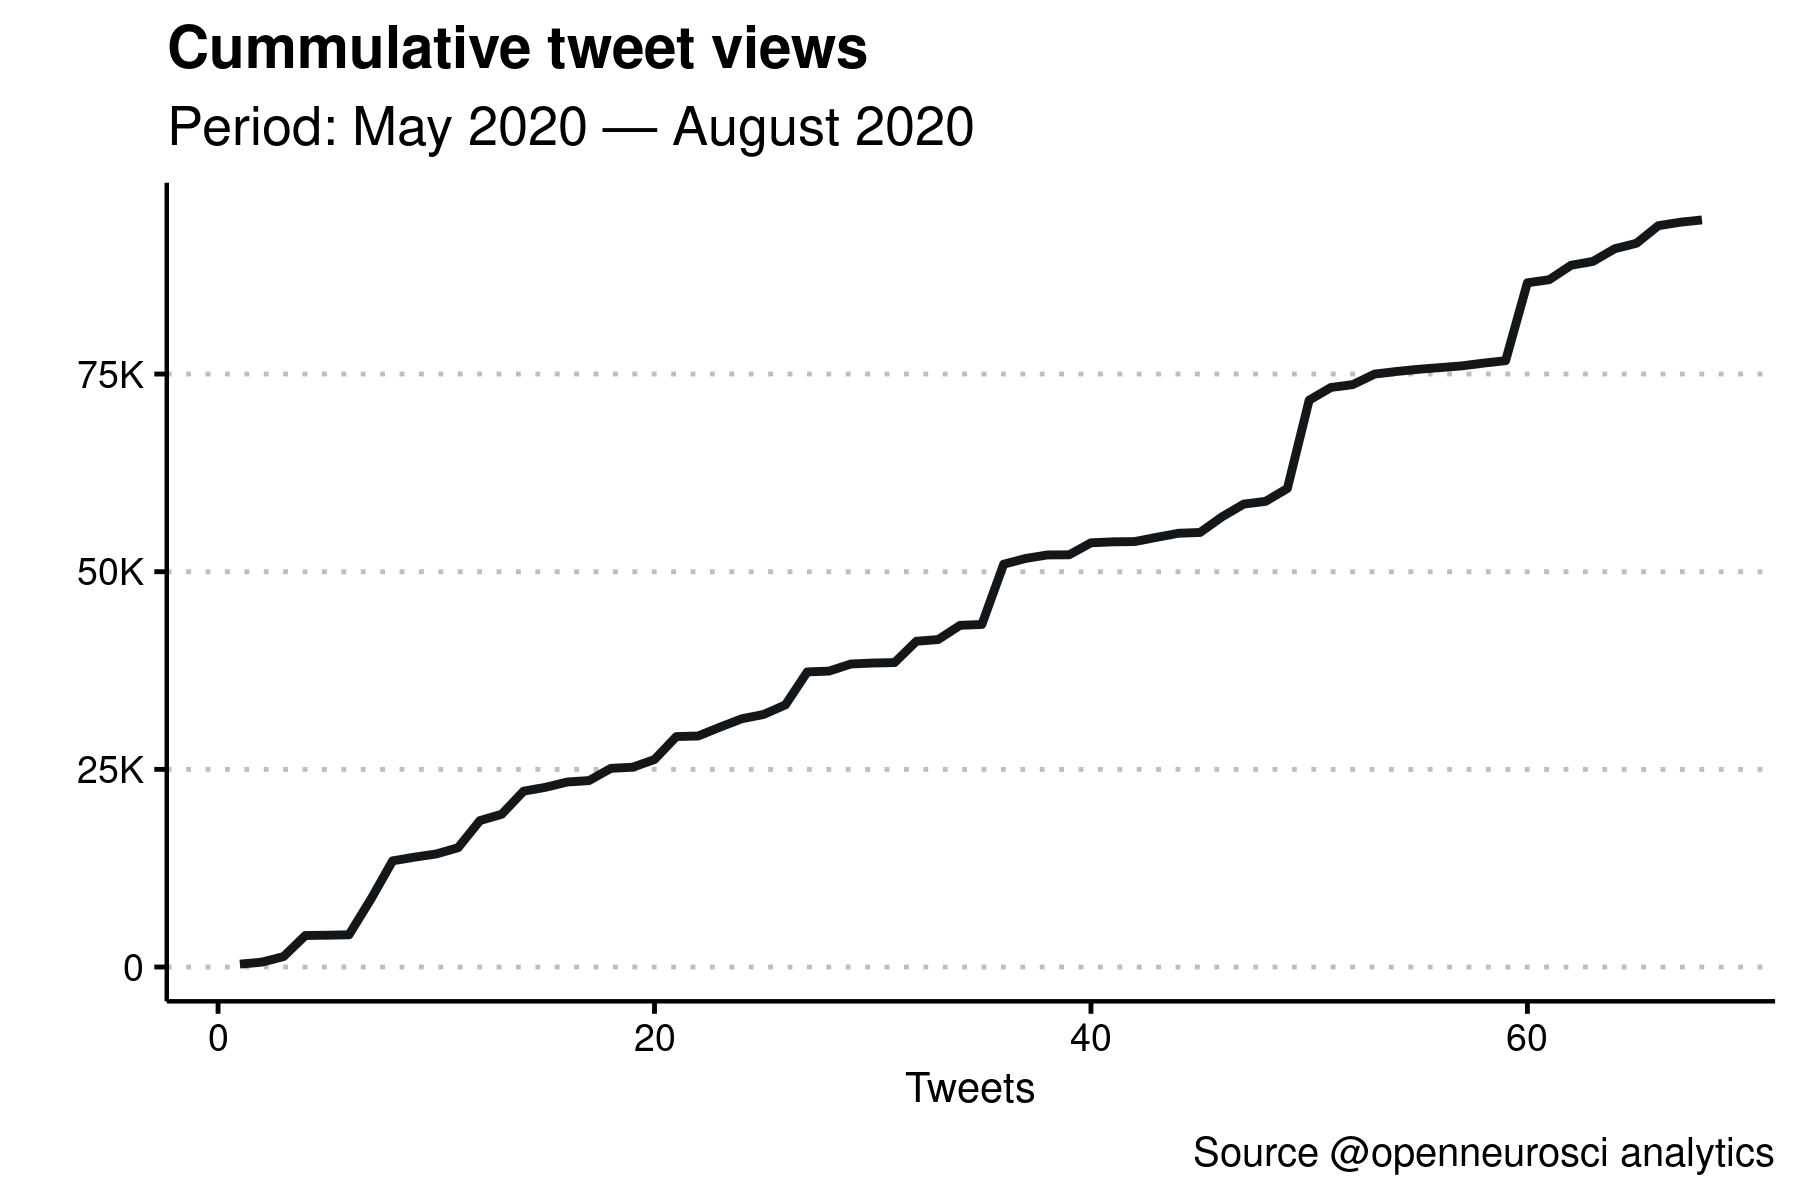 Cummulative tweet views
Period: May 2020 — August 2020
75K
50K
25K
0
0 20 40 60
Tweets
Source @openneurosci analytics